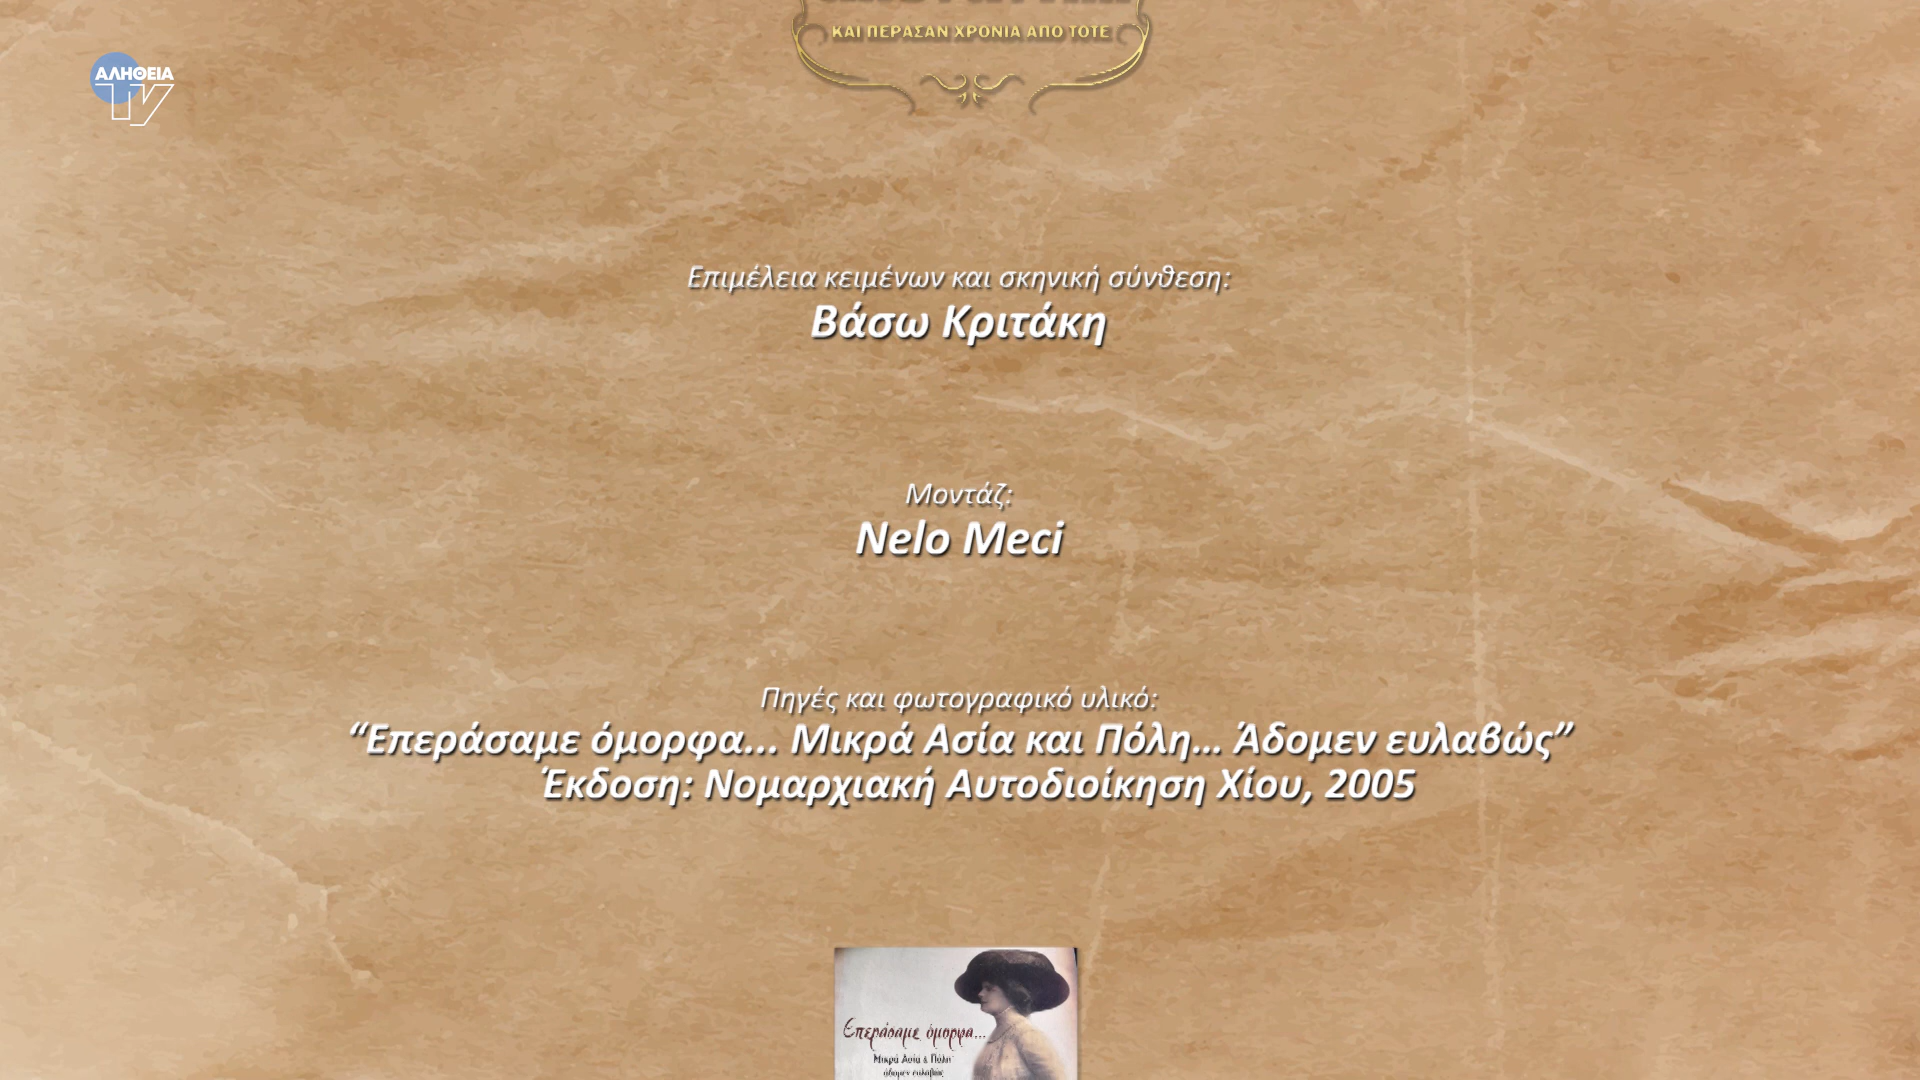 ΚΑΙ ΠΕΡΑΣΑΝ ΧΡΟΝΙΑ ΑΠΟ ΤΟΤΕ
ΑΛΗΘΕΙΑ
TV
Επιμέλεια κειμένων και σκηνική σύνθεση:
Βάσω Κριτάκη
Μοντάζ:
Nelo Meci
Πηγές και φωτογραφικό υλικό:
“Επεράσαμε όμορφα... Μικρά Ασία και Πόλη... Άδομεν ευλαβώς”
Έκδοση: Νομαρχιακή Αυτοδιοίκηση Χίου, 2005
Επεράσαμε όμορφα...
Μικρά Ασία & Πόλη
άδομεν ευλαβώς